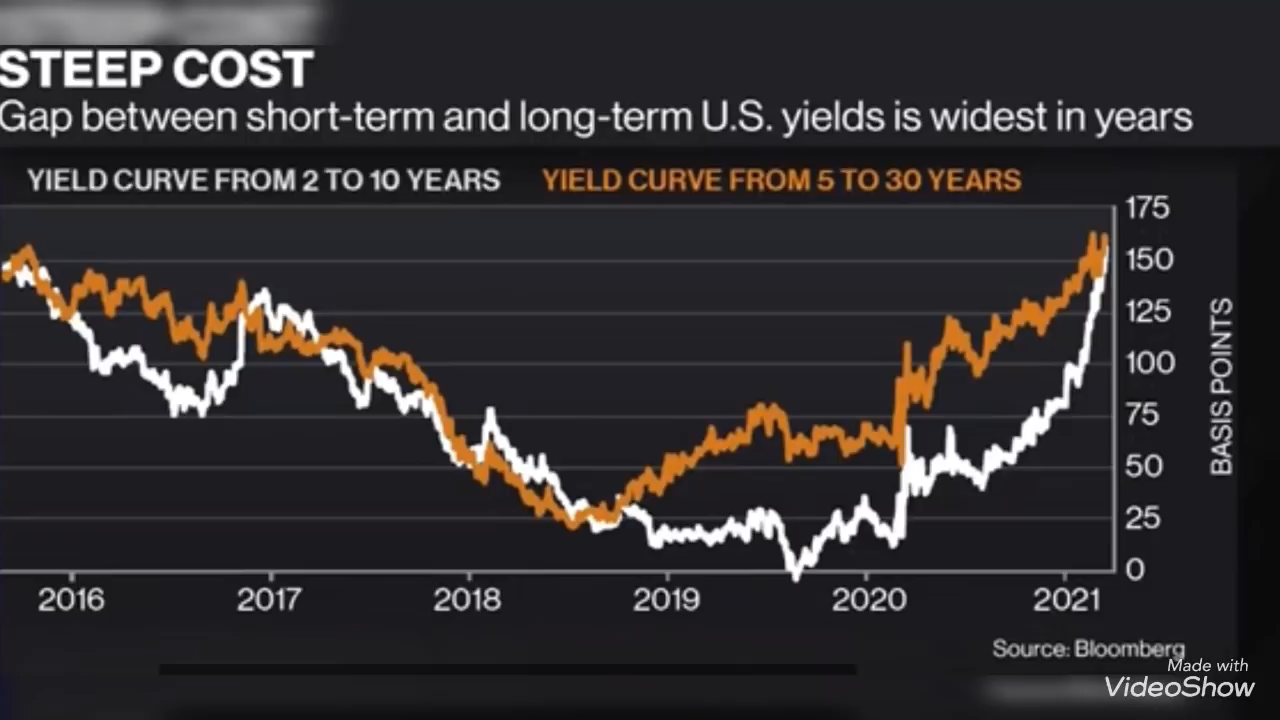 STEEP COST
Gap between short-term and long-term U.S. yields is widest in years
YIELD CURVE FROM 2 TO 10 YEARS YIELD CURVE FROM 5 TO 30 YEARS
175
150
125
100
75
50
25
0
BASIS POINTS
2016 2017 2018 2019 2020 2021
Source: Bloomberg
Made with
VideoShow